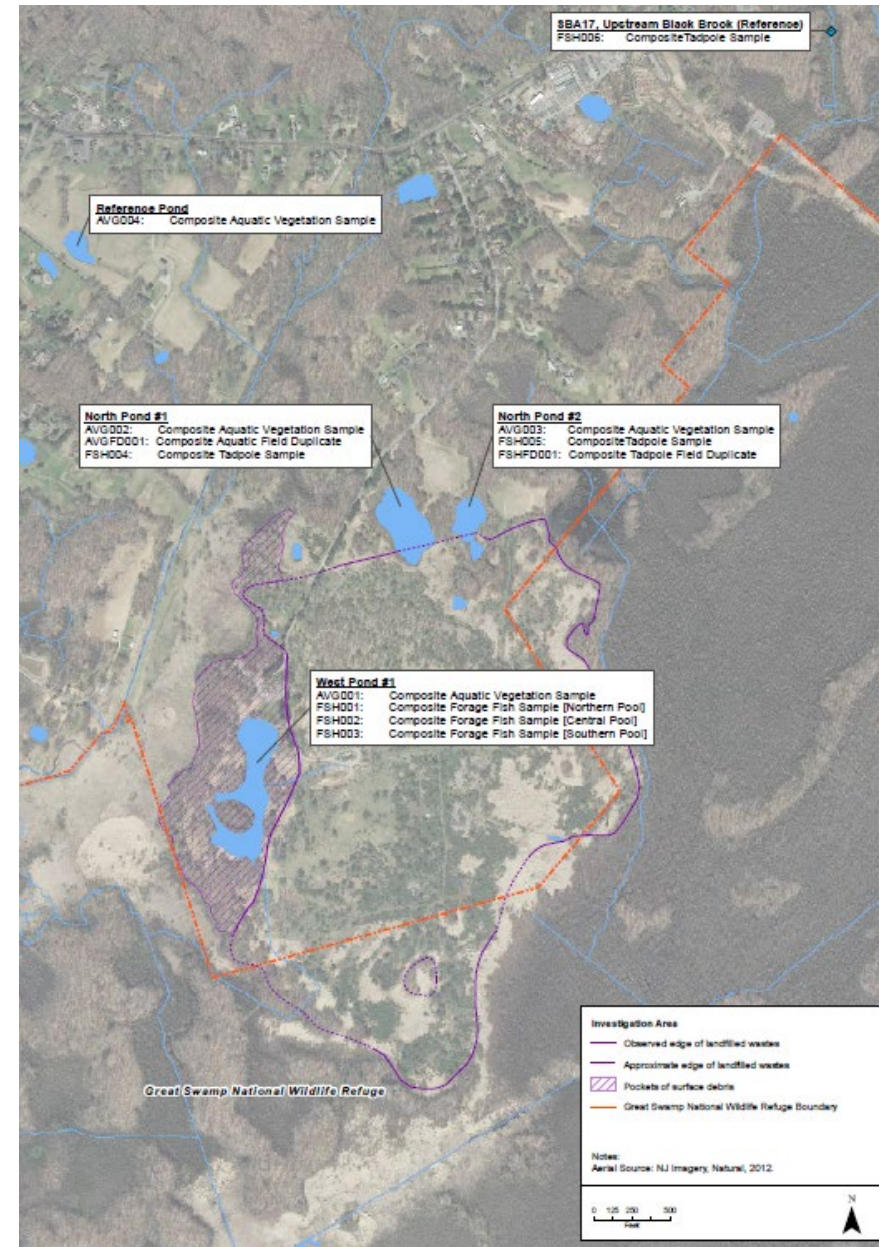 SBA17, Upstream Black Brook (Reference)
FSH006: CompositeTadpole Sample
Reference Pond
AVG004: Composite Aquatic Vegetation Sample
North Pond #1
AVG002: Composite Aquatic Vegetation Sample
AVGFD001: Composite Aquatic Field Duplicate
FSH004: Composite Tadpole Sample
North Pond #2
AVG003: Composite Aquatic Vegetation Sample
FSH005: CompositeTadpole Sample
FSHFD001: Composite Tadpole Field Duplicate
West Pond #1
AVG001: Composite Aquatic Vegetation Sample
FSH001: Composite Forage Fish Sample [Northern Pool]
FSH002: Composite Forage Fish Sample [Central Pool]
FSH003: Composite Forage Fish Sample [Southern Pool]
Great Swamp National Wildlife Refuge
Investigation Area
Observed edge of landfilled wastes
Approximate edge of landfilled wastes
Pockets of surface debris
Great Swamp National Wildlife Refuge Boundary
Notes:
Aerial Source: NJ Imagery, Natural, 2012.
0 125 250 500
Feet
N